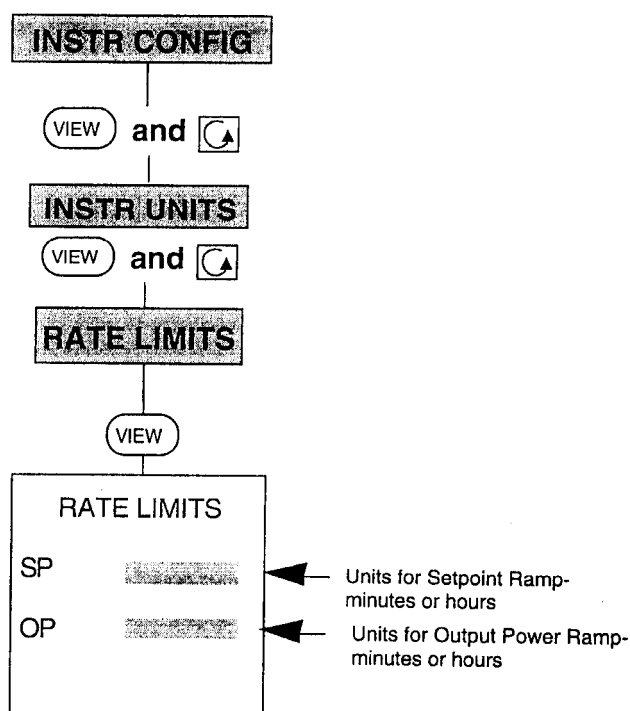 INSTR CONFIG
VIEW and
INSTR UNITS
VIEW and
RATE LIMITS
VIEW
RATE LIMITS
SP
Units for Setpoint Ramp-
minutes or hours
OP
Units for Output Power Ramp-
minutes or hours